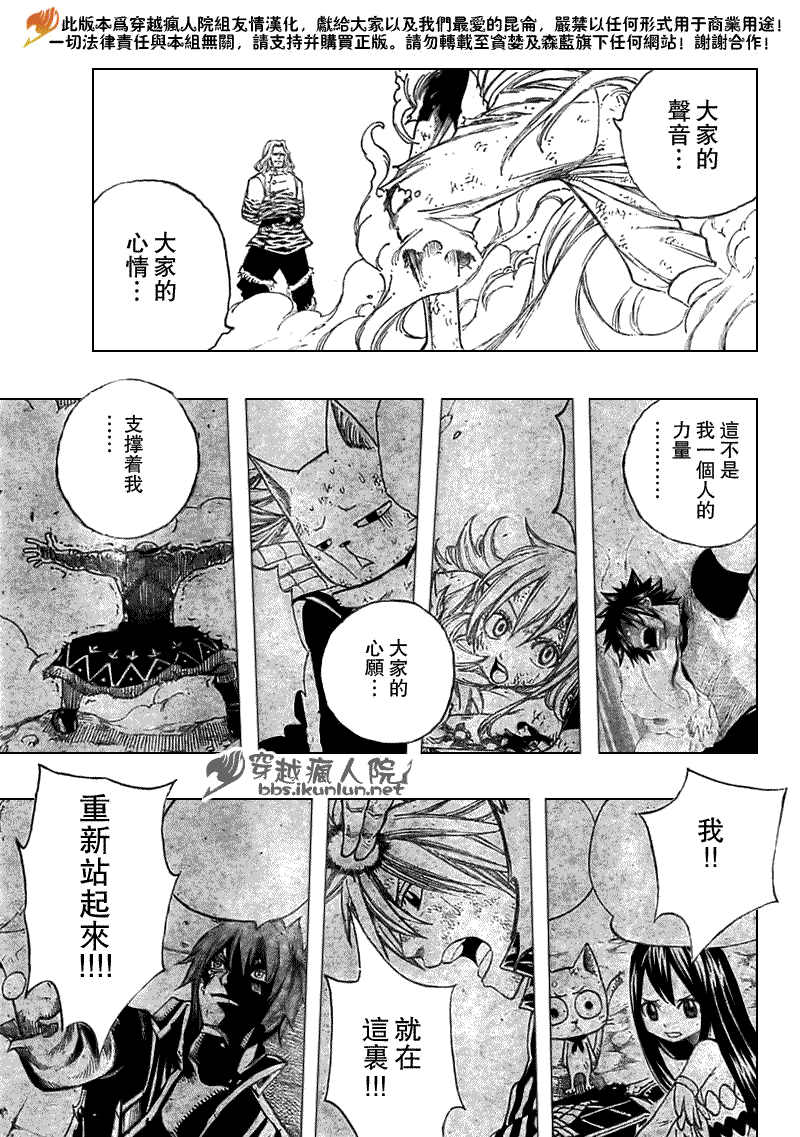 此版本爲穿越瘋人院組友情漢化，獻給大家以及我們最愛的昆侖，嚴禁以任何形式用于商業用途！
一切法律責任與本組無關，請支持并購買正版。請勿轉載至貪婪及森藍旗下任何網站！謝謝合作！
大家的
聲音…
大家的
心情…
這不是
我一個人的
力量
…………
大家的
心願…
支撐着我
……
穿越瘋人院
bbs.ikunlun.net
我!!
就在
這裏!!!
重新站起來!!!!